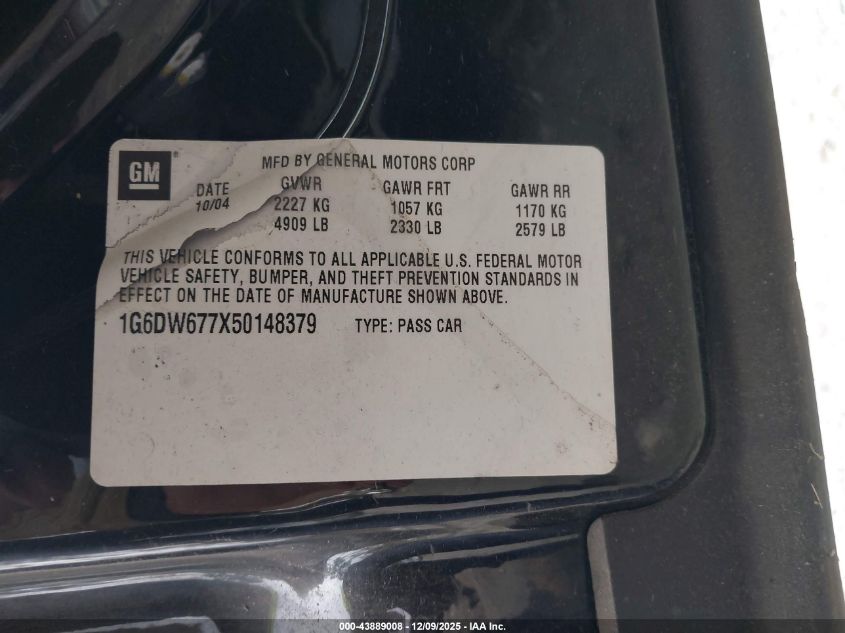 GM ®
MFD BY GENERAL MOTORS CORP
DATE GVWR GAWR FRT GAWR RR
10/04 2227 KG 1057 KG 1170 KG
4909 LB 2330 LB 2579 LB
THIS VEHICLE CONFORMS TO ALL APPLICABLE U.S. FEDERAL MOTOR
VEHICLE SAFETY, BUMPER, AND THEFT PREVENTION STANDARDS IN
EFFECT ON THE DATE OF MANUFACTURE SHOWN ABOVE.
1G6DW677X50148379 TYPE: PASS CAR
000-43889008 - 12/09/2025 - IAA Inc.